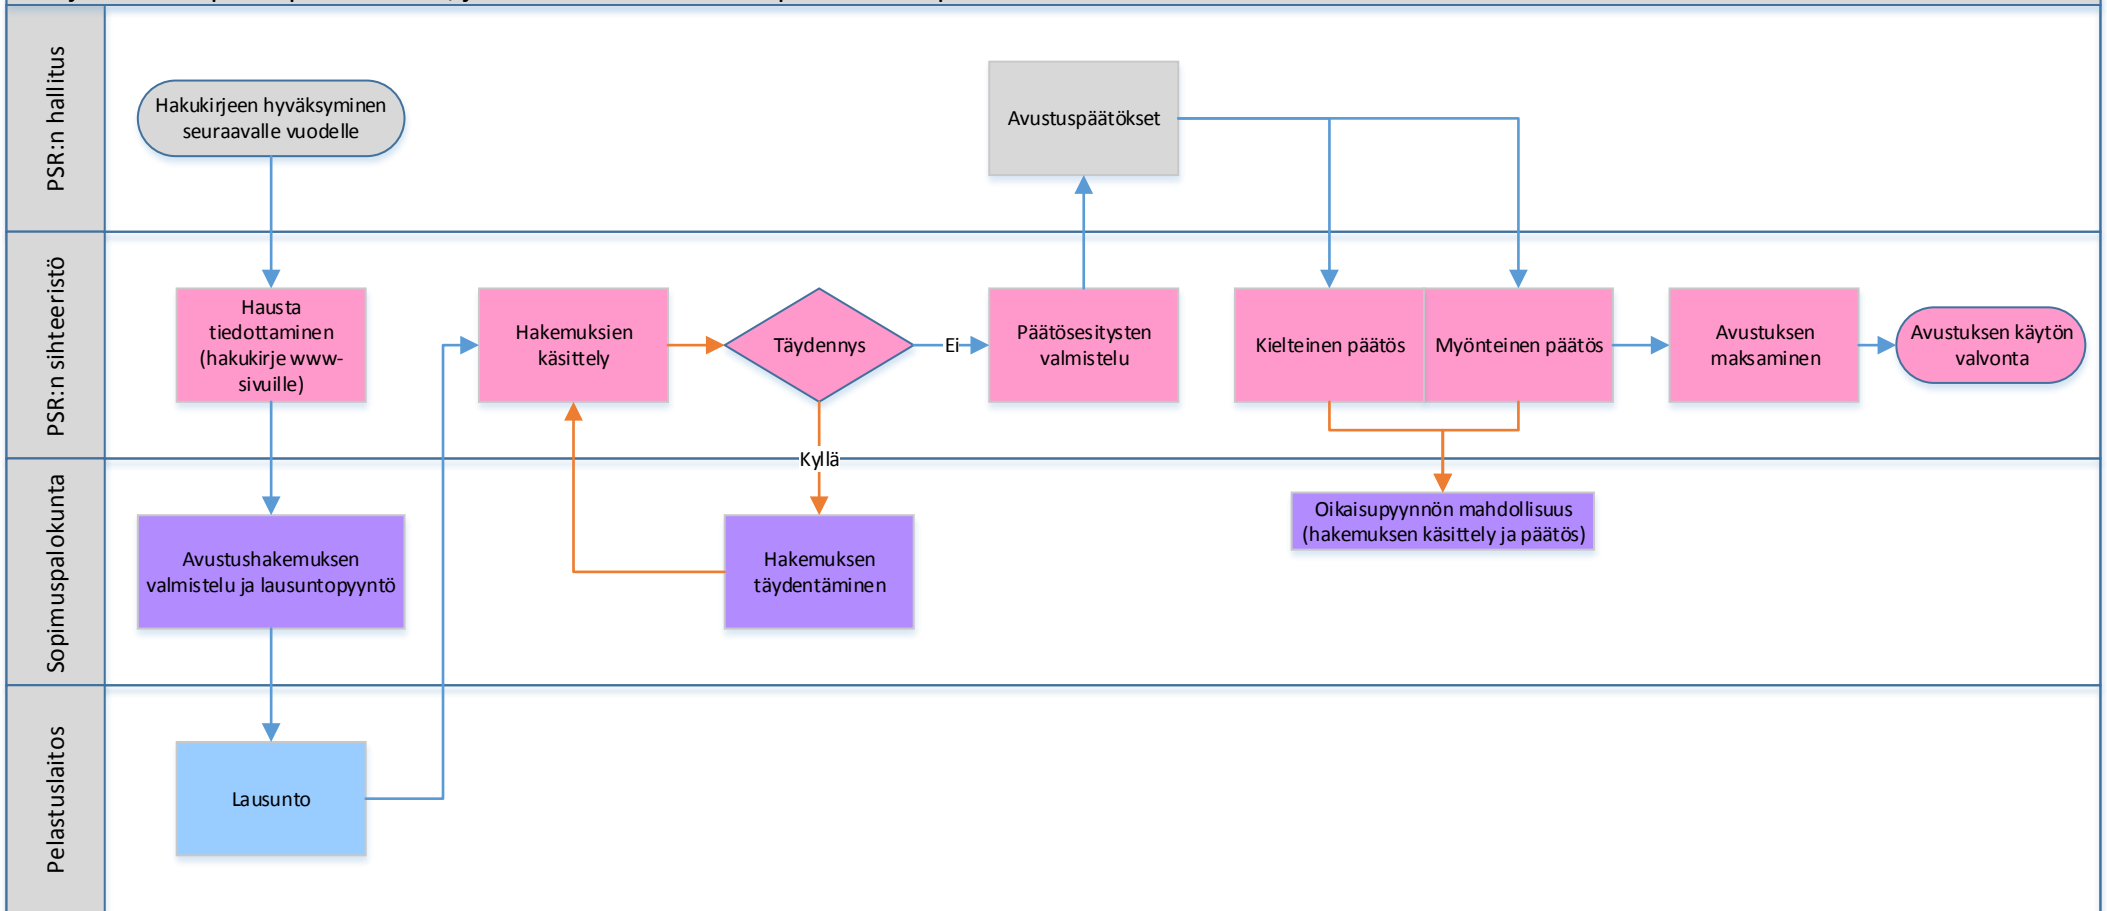 PSR:n hallitus
Hakukirjeen hyväksyminen
seuraavalle vuodelle
Avustuspäätökset
PSR:n sihteeristö
Hausta
tiedottaminen
(hakukirje www-
sivuille)
Hakemuksien
käsittely
Täydennys
Ei
Päätösesitysten
valmistelu
Kielteinen päätös
Myönteinen päätös
Avustuksen
maksaminen
Avustuksen käytön
valvonta
Kyllä
Sopimuspalokunta
Avustushakemuksen
valmistelu ja lausuntopyyntö
Hakemuksen
täydentäminen
Oikaisupyynnön mahdollisuus
(hakemuksen käsittely ja päätös)
Pelastuslaitos
Lausunto